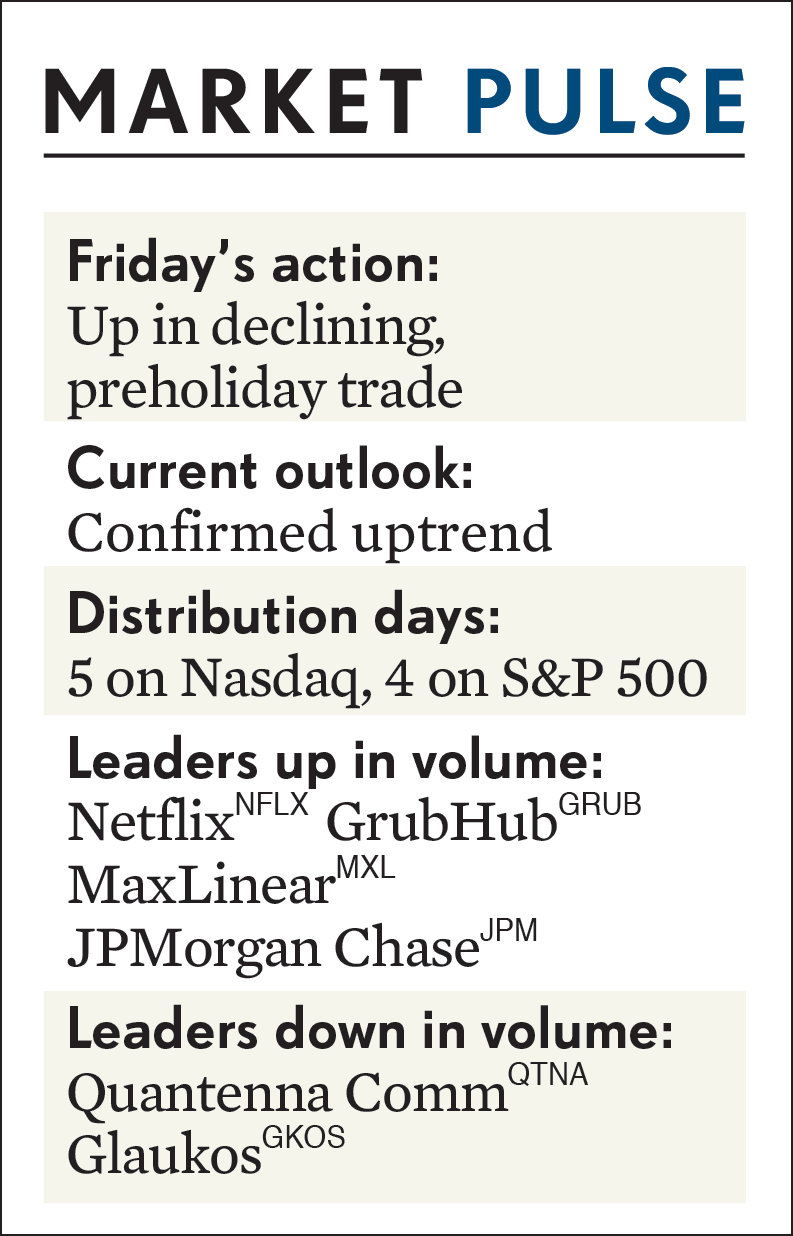 MARKET PULSE
Friday’s action:
Up in declining,
preholiday trade
Current outlook:
Confirmed uptrend
Distribution days:
5 on Nasdaq, 4 on S&P 500
Leaders up in volume:
Netflix NFLX GrubHub GRUB
MaxLinear MXL
JPMorgan Chase JPM
Leaders down in volume:
Quantenna Comm QTNA
Glaukos GKOS